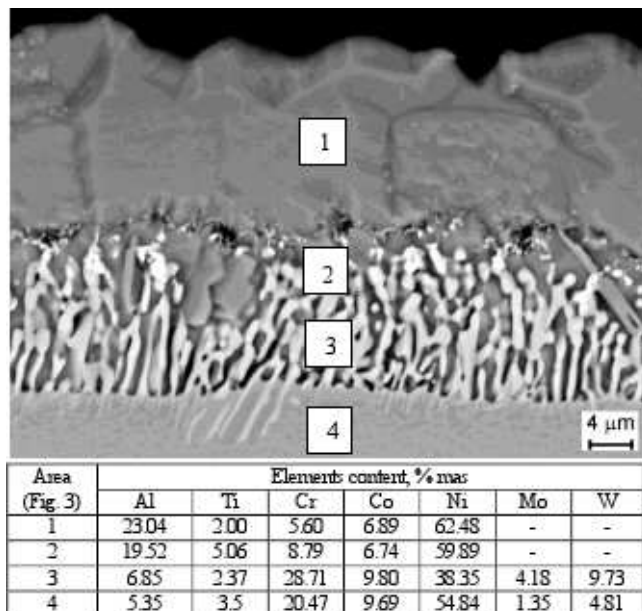 1
2
3
4
4 μm
Area (Fig. 3) Elements content, % mas
Al Ti Cr Co Ni Mo W
1 23.04 2.00 5.60 6.89 62.48 - -
2 19.52 5.06 8.79 6.74 59.89 - -
3 6.85 2.37 28.71 9.80 38.35 4.18 9.73
4 5.35 3.5 20.47 9.69 54.84 1.35 4.81